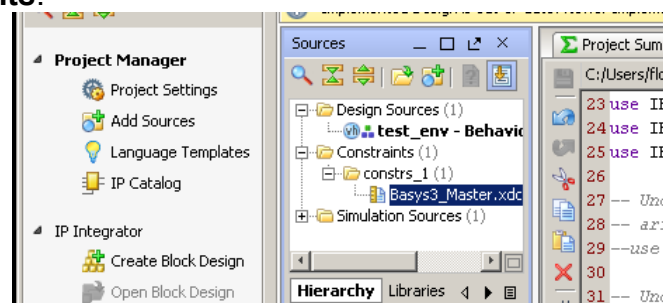 Project Manager
Project Settings
Add Sources
Language Templates
IP Catalog
IP Integrator
Create Block Design
Open Block Design
Sources
Design Sources (1)
test_env - Behavio
Constraints (1)
constrs_1 (1)
Basys3_Master.xdc
Simulation Sources (1)
Hierarchy Libraries
Σ Project Sum
C:/Users/flo
23 use IE
24 use IE
25 use IE
26
27 -- Unc
28 -- ari
29 --use
30
31 -- Unc